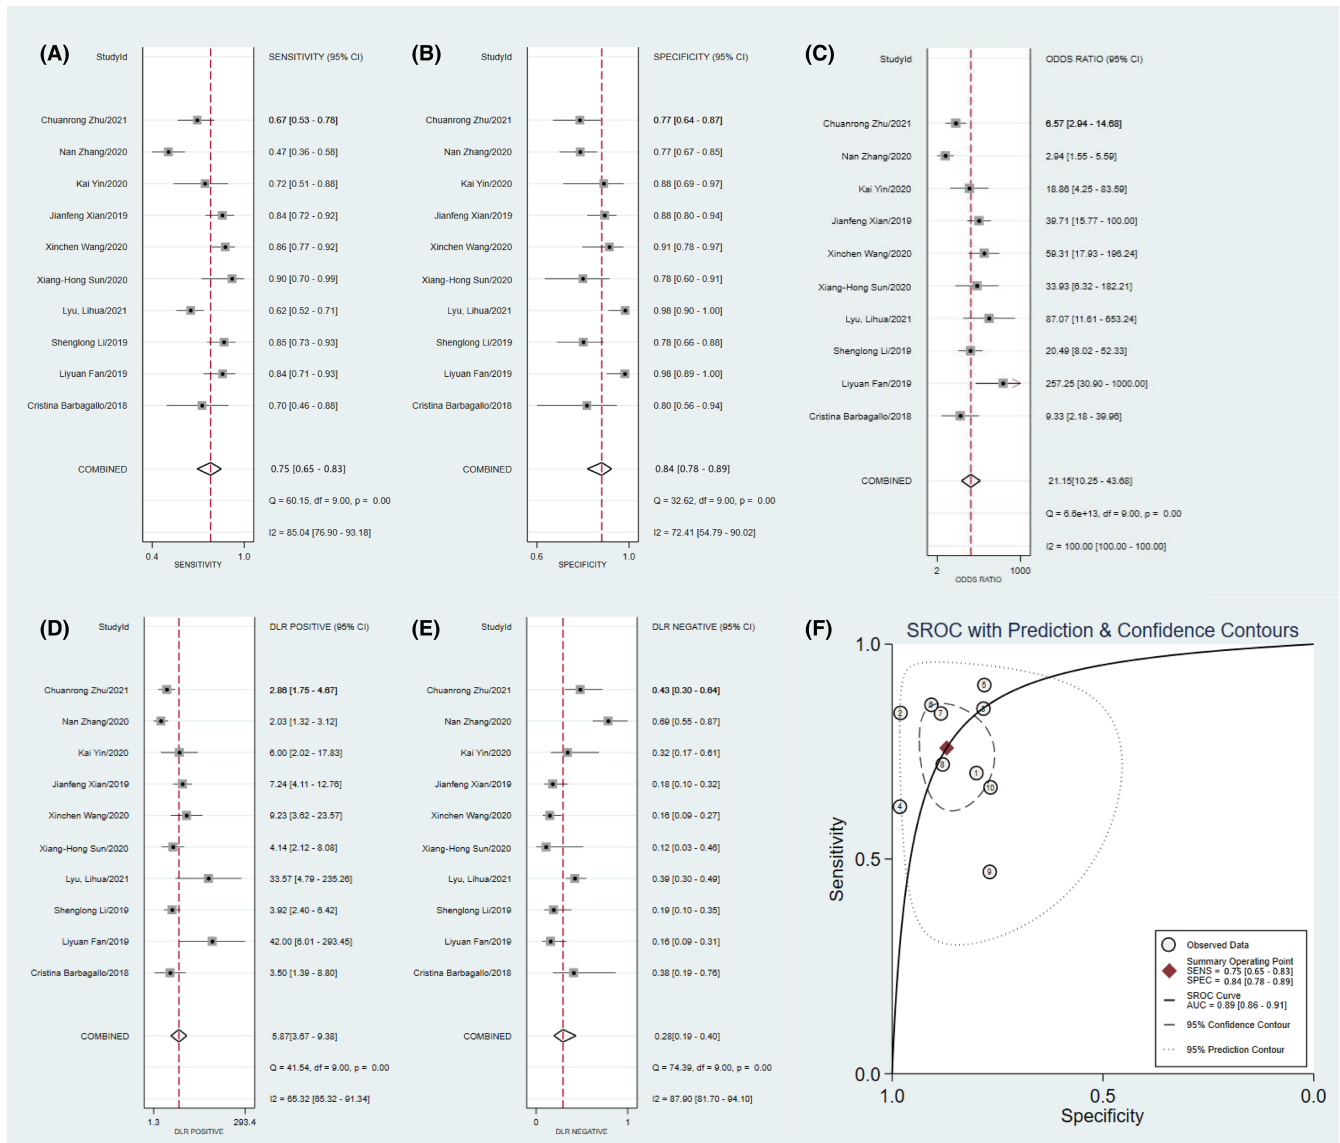 (A)
StudyId SENSITIVITY (95% CI)
Chuanrong Zhu/2021 0.67 [0.53 - 0.78]
Nan Zhang/2020 0.47 [0.36 - 0.58]
Kai Yin/2020 0.72 [0.51 - 0.88]
Jianfeng Xian/2019 0.84 [0.72 - 0.92]
Xinchen Wang/2020 0.86 [0.77 - 0.92]
Xiang-Hong Sun/2020 0.90 [0.70 - 0.99]
Lyu, Lihua/2021 0.62 [0.52 - 0.71]
Shenglong Li/2019 0.85 [0.73 - 0.93]
Liyuan Fan/2019 0.84 [0.71 - 0.93]
Cristina Barbagallo/2018 0.70 [0.46 - 0.88]
COMBINED 0.75 [0.65 - 0.83]
Q = 60.15, df = 9.00, p = 0.00
I2 = 85.04 [76.90 - 93.18]
0.4 1.0
SENSITIVITY
(B)
StudyId SPECIFICITY (95% CI)
Chuanrong Zhu/2021 0.77 [0.64 - 0.87]
Nan Zhang/2020 0.77 [0.67 - 0.85]
Kai Yin/2020 0.88 [0.69 - 0.97]
Jianfeng Xian/2019 0.88 [0.80 - 0.94]
Xinchen Wang/2020 0.91 [0.78 - 0.97]
Xiang-Hong Sun/2020 0.78 [0.60 - 0.91]
Lyu, Lihua/2021 0.98 [0.90 - 1.00]
Shenglong Li/2019 0.78 [0.66 - 0.88]
Liyuan Fan/2019 0.98 [0.89 - 1.00]
Cristina Barbagallo/2018 0.80 [0.56 - 0.94]
COMBINED 0.84 [0.78 - 0.89]
Q = 32.62, df = 9.00, p = 0.00
I2 = 72.41 [54.79 - 90.02]
0.6 1.0
SPECIFICITY
(C)
StudyId ODDS RATIO (95% CI)
Chuanrong Zhu/2021 6.57 [2.94 - 14.68]
Nan Zhang/2020 2.94 [1.55 - 5.59]
Kai Yin/2020 18.86 [4.25 - 83.59]
Jianfeng Xian/2019 39.71 [15.77 - 100.00]
Xinchen Wang/2020 59.31 [17.93 - 196.24]
Xiang-Hong Sun/2020 33.93 [6.32 - 182.21]
Lyu, Lihua/2021 87.07 [11.61 - 653.24]
Shenglong Li/2019 20.49 [8.02 - 52.33]
Liyuan Fan/2019 257.25 [30.90 - 1000.00]
Cristina Barbagallo/2018 9.33 [2.18 - 39.96]
COMBINED 21.15[10.25 - 43.68]
Q = 6.6e+13, df = 9.00, p = 0.00
I2 = 100.00 [100.00 - 100.00]
2 1000
ODDS RATIO
(D)
StudyId DLR POSITIVE (95% CI)
Chuanrong Zhu/2021 2.86 [1.75 - 4.67]
Nan Zhang/2020 2.03 [1.32 - 3.12]
Kai Yin/2020 6.00 [2.02 - 17.83]
Jianfeng Xian/2019 7.24 [4.11 - 12.76]
Xinchen Wang/2020 9.23 [3.62 - 23.57]
Xiang-Hong Sun/2020 4.14 [2.12 - 8.08]
Lyu, Lihua/2021 33.57 [4.79 - 235.26]
Shenglong Li/2019 3.92 [2.40 - 6.42]
Liyuan Fan/2019 42.00 [6.01 - 293.45]
Cristina Barbagallo/2018 3.50 [1.39 - 8.80]
COMBINED 5.87[3.67 - 9.38]
Q = 41.54, df = 9.00, p = 0.00
I2 = 65.32 [65.32 - 91.34]
1.3 293.4
DLR POSITIVE
(E)
StudyId DLR NEGATIVE (95% CI)
Chuanrong Zhu/2021 0.43 [0.30 - 0.64]
Nan Zhang/2020 0.69 [0.55 - 0.87]
Kai Yin/2020 0.32 [0.17 - 0.61]
Jianfeng Xian/2019 0.18 [0.10 - 0.32]
Xinchen Wang/2020 0.16 [0.09 - 0.27]
Xiang-Hong Sun/2020 0.12 [0.03 - 0.46]
Lyu, Lihua/2021 0.39 [0.30 - 0.49]
Shenglong Li/2019 0.19 [0.10 - 0.35]
Liyuan Fan/2019 0.16 [0.09 - 0.31]
Cristina Barbagallo/2018 0.38 [0.19 - 0.76]
COMBINED 0.28[0.19 - 0.40]
Q = 74.39, df = 9.00, p = 0.00
I2 = 87.90 [81.70 - 94.10]
0 1
DLR NEGATIVE
(F)
SROC with Prediction & Confidence Contours
1.0
5
6
2 7
8
1
10
4
0.5
9
Sensitivity
Observed Data
Summary Operating Point
SENS = 0.75 [0.65 - 0.83]
SPEC = 0.84 [0.78 - 0.89]
SROC Curve
AUC = 0.89 [0.86 - 0.91]
95% Confidence Contour
95% Prediction Contour
0.0
1.0 0.5 0.0
Specificity